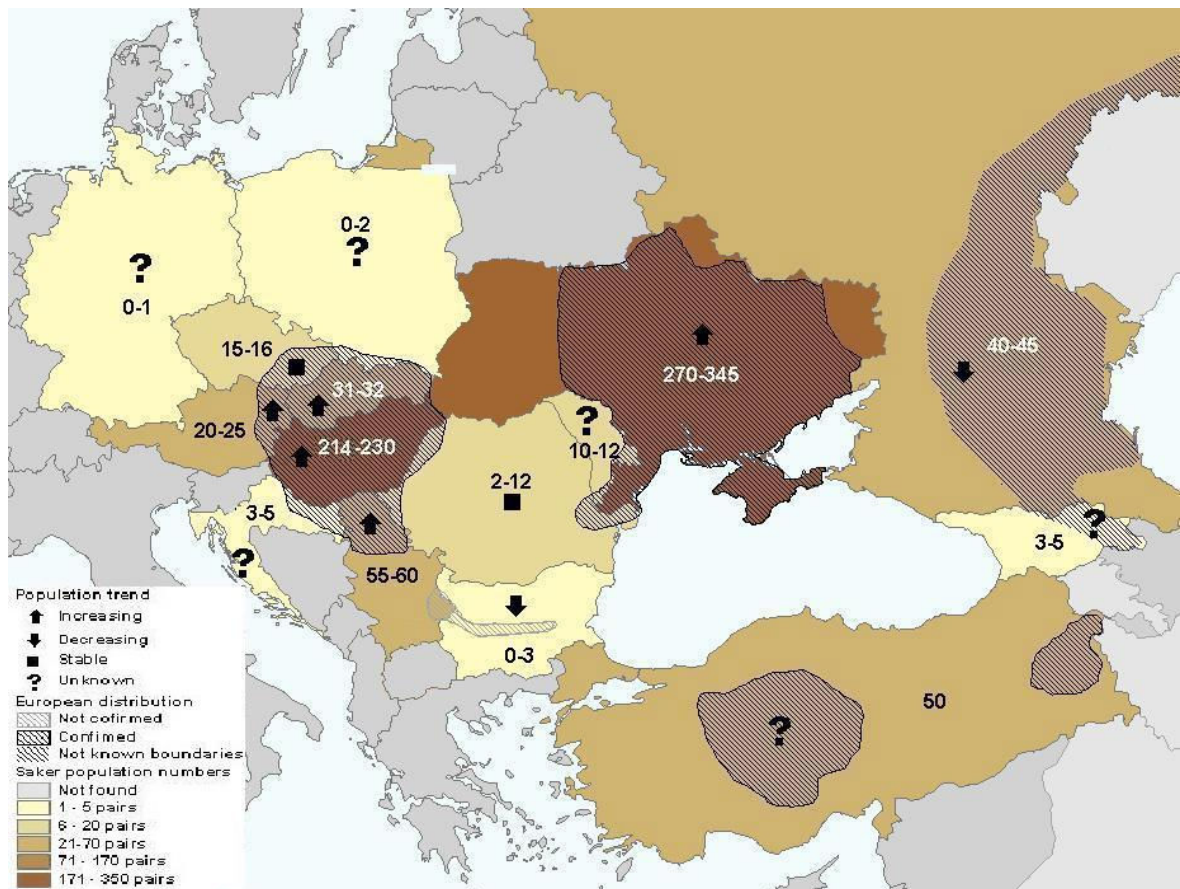 0-2
?
?
0-1
15-16
31-32
40-45
270-345
?
20-25
214-230
10-12
2-12
3-5
?
3-5
?
55-60
0-3
50
?
Population trend
Increasing
Decreasing
Stable
? Unknown
European distribution
Not cofirmed
Confimed
Not known boundaries
Saker population numbers
Not found
1 - 5 pairs
6 - 20 pairs
21-70 pairs
71 - 170 pairs
171 - 350 pairs